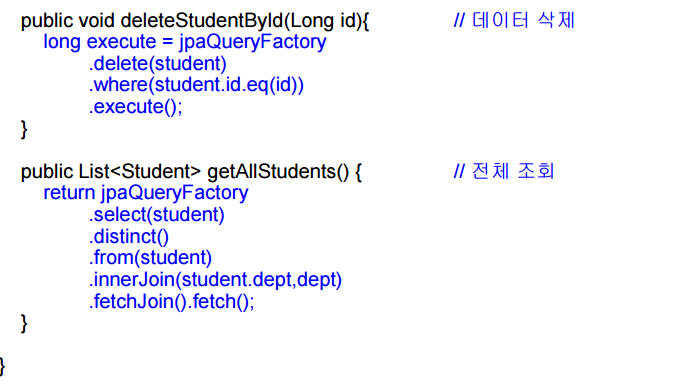 public void deleteStudentById(Long id){ // 데이터 삭제
long execute = jpaQueryFactory
.delete(student)
.where(student.id.eq(id))
.execute();
}
public List<Student> getAllStudents() { // 전체 조회
return jpaQueryFactory
.select(student)
.distinct()
.from(student)
.innerJoin(student.dept,dept)
.fetchJoin().fetch();
}
}